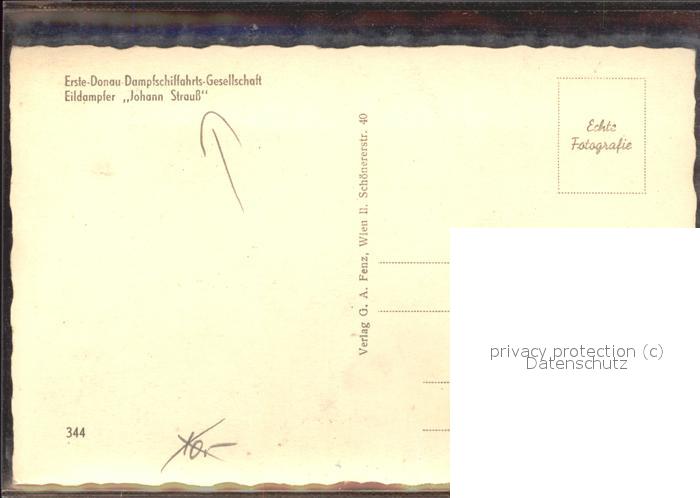 Erste-Donau-Dampfschiffahrts-Gesellschaft
Eildampfer „Johann Strauß"
Echte
Fotografie
Verlag G. A. Fenz, Wien II. Schönererstr. 40
privacy protection (c)
Datenschutz
344